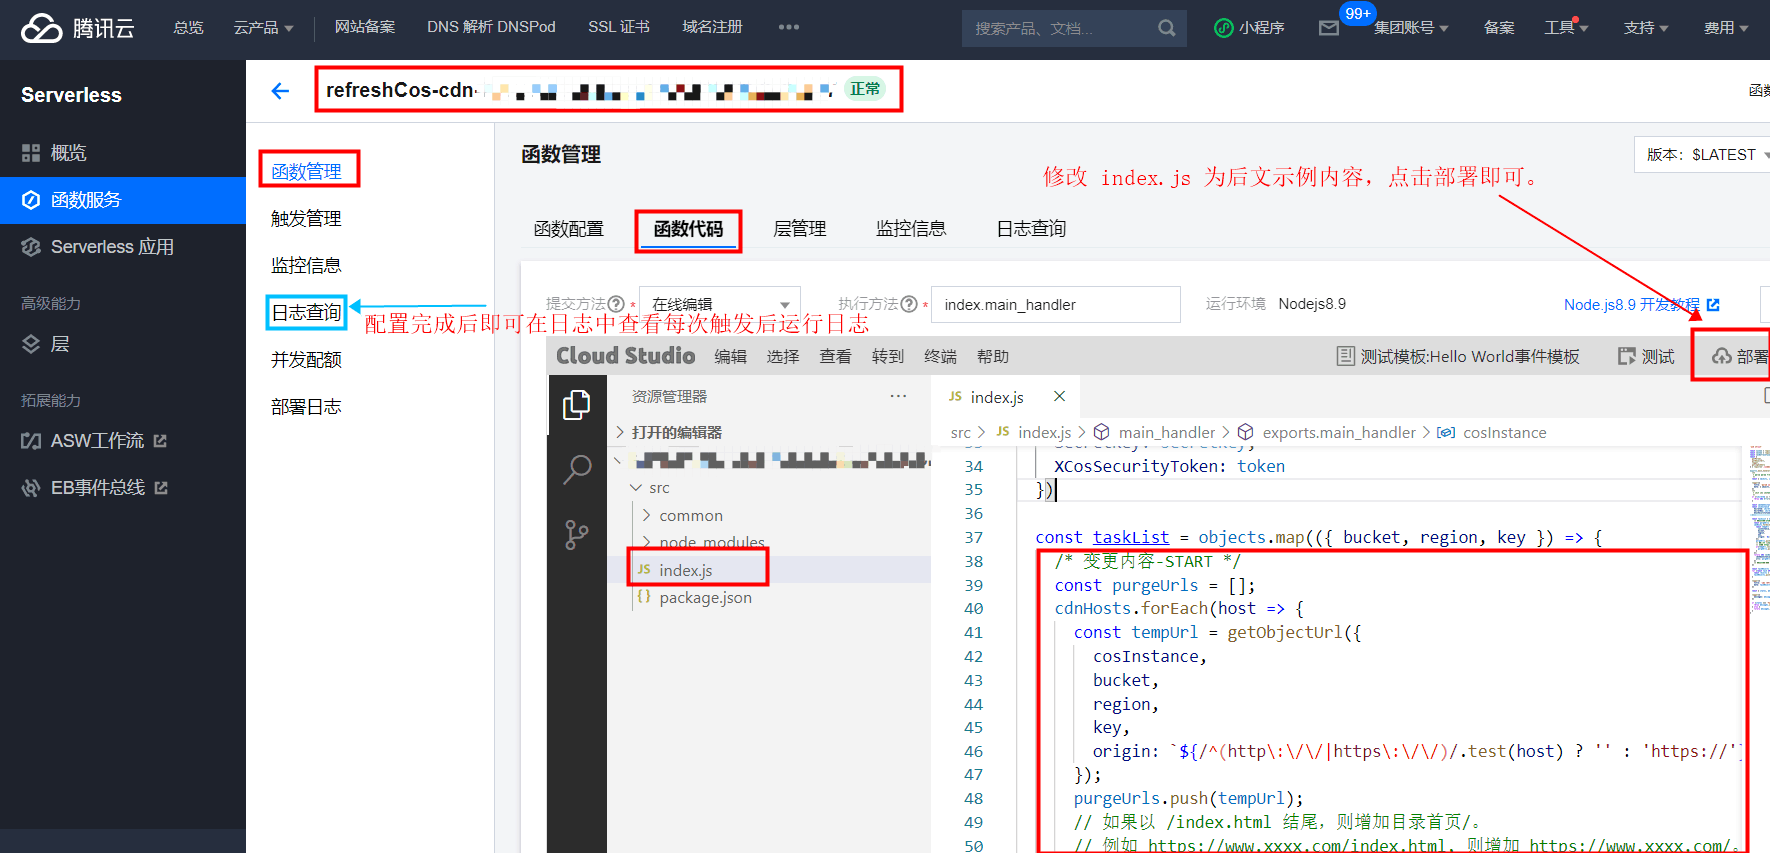 腾讯云 总览 云产品 网站备案 DNS 解析 DNSPod SSL 证书 域名注册 ••• 搜索产品、文档... 小程序 99+ 集团账号 备案 工具 支持 费用
Serverless
概览
函数服务
Serverless 应用
高级能力
层
拓展能力
ASW工作流
EB事件总线
refreshCos-cdn- 正常
函数管理
触发管理
监控信息
日志查询
并发配额
部署日志
函数管理
版本：$LATEST
修改 index.js 为后文示例内容，点击部署即可。
函数配置 函数代码 层管理 监控信息 日志查询
提交方法 * 在线编辑 执行方法 * index.main_handler 运行环境 Nodejs8.9 Node.js8.9 开发教程
配置完成后即可在日志中查看每次触发后运行日志
Cloud Studio 编辑 选择 查看 转到 终端 帮助 测试模板:Hello World事件模板 测试 部署
资源管理器 ···
打开的编辑器
src
common
node_modules
JS index.js
{} package.json
JS index.js
src > JS index.js > main_handler > exports.main_handler > cosInstance
34 XCosSecurityToken: token
35 })
36
37 const taskList = objects.map(({ bucket, region, key }) => {
38 /* 变更内容-START */
39 const purgeUrls = [];
40 cdnHosts.forEach(host => {
41 const tempUrl = getObjectUrl({
42 cosInstance,
43 bucket,
44 region,
45 key,
46 origin: `${/^(http\:\/\/|https\:\/\/)/.test(host) ? '' : 'https://'}
47 });
48 purgeUrls.push(tempUrl);
49 // 如果以 /index.html 结尾，则增加目录首页/。
50 // 例如 https://www.xxxx.com/index.html，则增加 https://www.xxxx.com/。